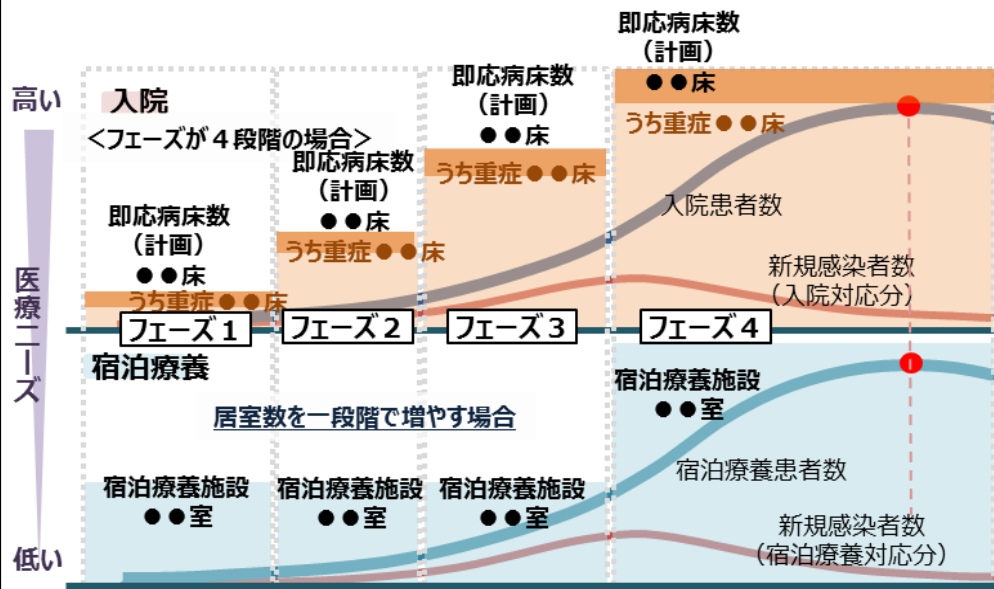 高い
医療ニーズ
低い
入院
<フェーズが4段階の場合>
即応病床数
(計画)
●●床
うち重症●●床
即応病床数
(計画)
●●床
うち重症●●床
即応病床数
(計画)
●●床
うち重症●●床
即応病床数
(計画)
●●床
うち重症●●床
入院患者数
新規感染者数
(入院対応分)
フェーズ1
フェーズ2
フェーズ3
フェーズ4
宿泊療養
居室数を一段階で増やす場合
宿泊療養施設
●●室
宿泊療養施設
●●室
宿泊療養施設
●●室
宿泊療養施設
●●室
宿泊療養患者数
新規感染者数
(宿泊療養対応分)